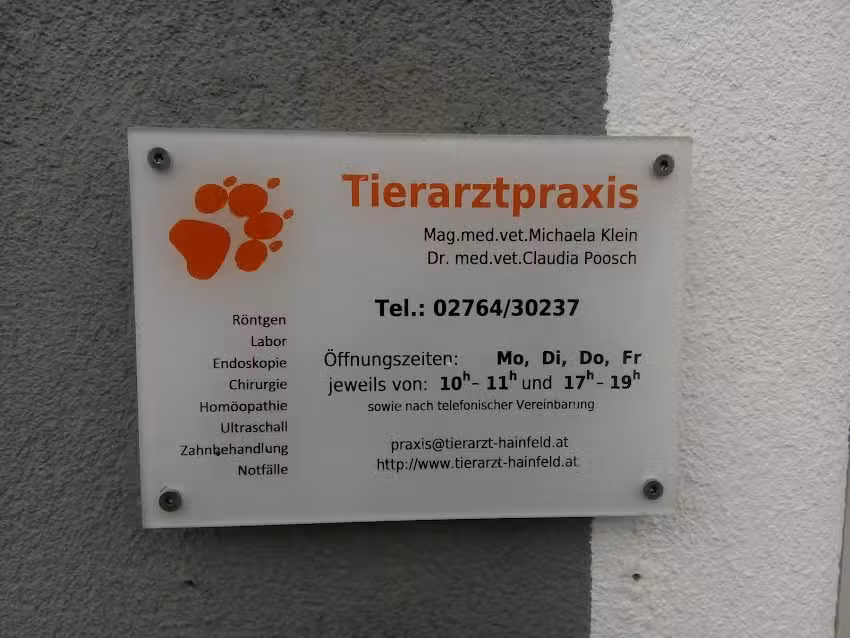 Tierarztpraxis
Mag.med.vet.Michaela Klein
Dr. med.vet.Claudia Poosch
Tel.: 02764/30237
Röntgen
Labor
Endoskopie
Chirurgie
Homöopathie
Ultraschall
Zahnbehandlung
Notfälle
Öffnungszeiten: Mo, Di, Do, Fr
jeweils von: 10h - 11h und 17h - 19h
sowie nach telefonischer Vereinbarung
praxis@tierarzt-hainfeld.at
http://www.tierarzt-hainfeld.at